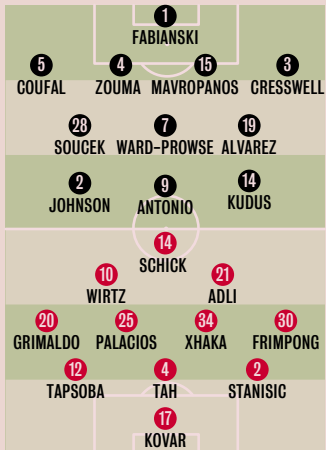 1
FABIANSKI
5 4 15 3
COUFAL ZOUMA MAVROPANOS CRESSWELL
28 7 19
SOUCEK WARD-PROWSE ALVAREZ
2 9 14
JOHNSON ANTONIO KUDUS
14
SCHICK
10 21
WIRTZ ADLI
20 25 34 30
GRIMALDO PALACIOS XHAKA FRIMPONG
12 4 2
TAPSOBA TAH STANISIC
17
KOVAR